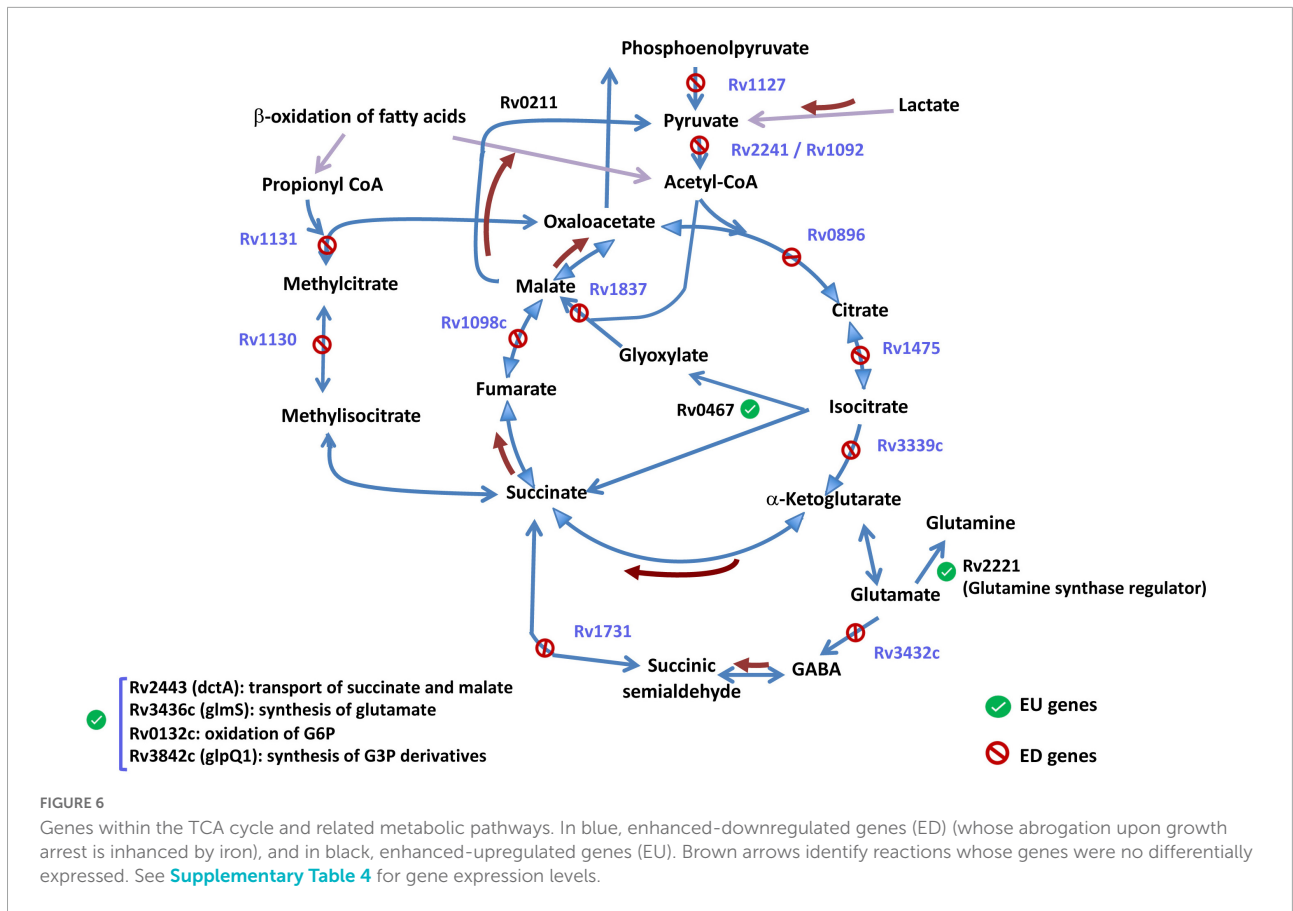 Phosphoenolpyruvate
Rv1127
Rv0211
Lactate
β-oxidation of fatty acids
Pyruvate
Rv2241 / Rv1092
Propionyl CoA
Acetyl-CoA
Oxaloacetate
Rv1131
Rv0896
Methylcitrate
Malate
Rv1837
Citrate
Rv1098c
Rv1130
Glyoxylate
Rv1475
Fumarate
Methylisocitrate
Rv0467
Isocitrate
Rv3339c
Succinate
α-Ketoglutarate
Glutamine
Rv2221
(Glutamine synthase regulator)
Glutamate
Rv1731
Rv3432c
Succinic
semialdehyde
GABA
Rv2443 (dctA): transport of succinate and malate
Rv3436c (glmS): synthesis of glutamate
Rv0132c: oxidation of G6P
Rv3842c (glpQ1): synthesis of G3P derivatives
EU genes
ED genes
FIGURE 6
Genes within the TCA cycle and related metabolic pathways. In blue, enhanced-downregulated genes (ED) (whose abrogation upon growth
arrest is inhanced by iron), and in black, enhanced-upregulated genes (EU). Brown arrows identify reactions whose genes were no differentially
expressed. See Supplementary Table 4 for gene expression levels.